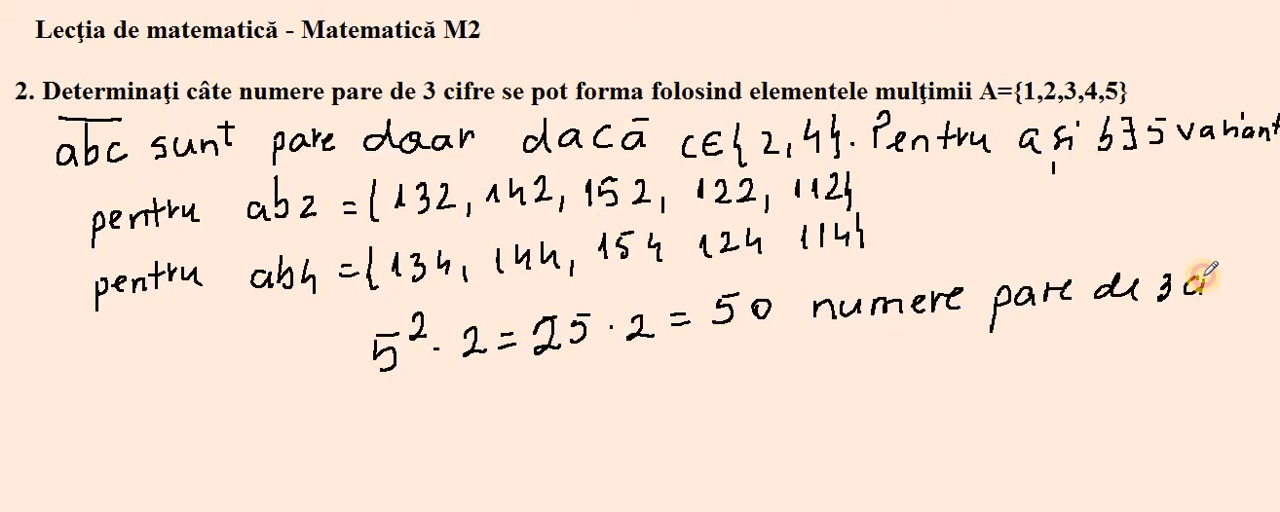 Lecţia de matematică - Matematică M2
2. Determinaţi câte numere pare de 3 cifre se pot forma folosind elementele mulţimii A={1,2,3,4,5}
abc sunt pare doar dacă c∈{2,4}. Pentru a și b ∃ 5 variant
pentru ab2 = {132, 142, 152, 122, 112}
pentru ab4 = {134, 144, 154 124 114}
5². 2 = 25 · 2 = 50 numere pare de 3 c